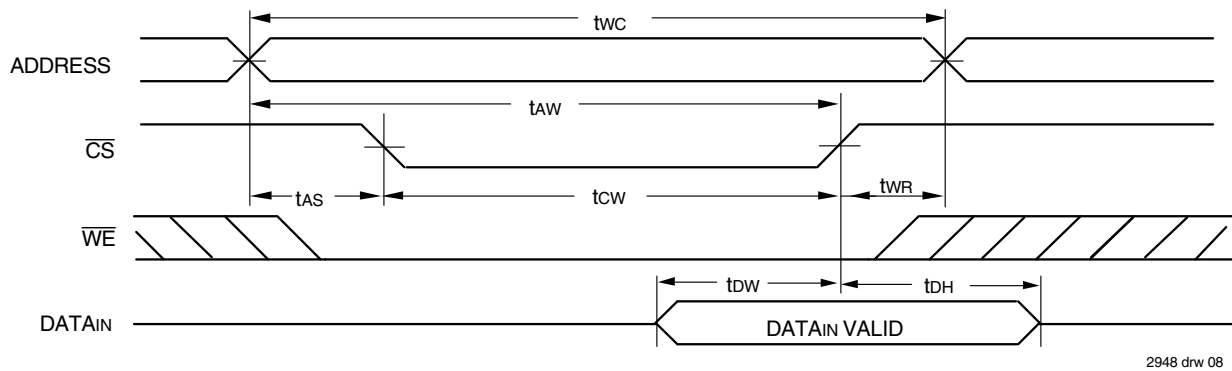 tWC
ADDRESS
tAW
CS
tAS
tCW
tWR
WE
tDW
tDH
DATAIN
DATAIN VALID
2948 drw 08